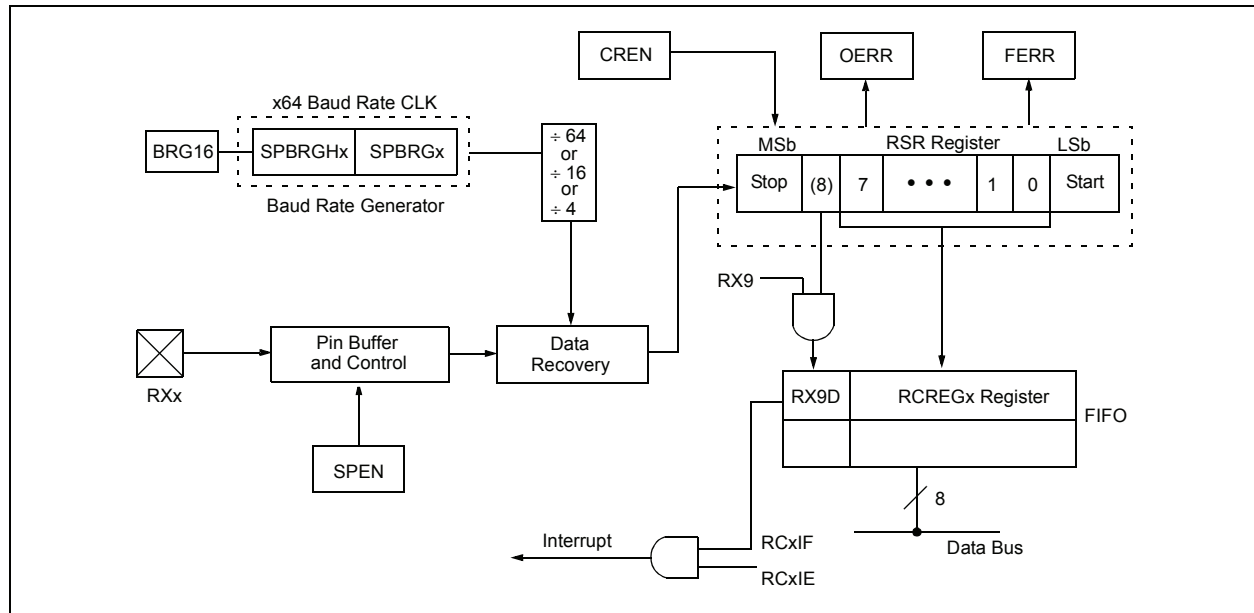 CREN
OERR
FERR
x64 Baud Rate CLK
BRG16
SPBRGHx
SPBRGx
Baud Rate Generator
÷ 64
or
÷ 16
or
÷ 4
MSb
RSR Register
LSb
Stop
(8)
7
• • •
1
0
Start
RX9
RXx
Pin Buffer
and Control
Data
Recovery
SPEN
RX9D
RCREGx Register
FIFO
8
Data Bus
Interrupt
RCxIF
RCxIE